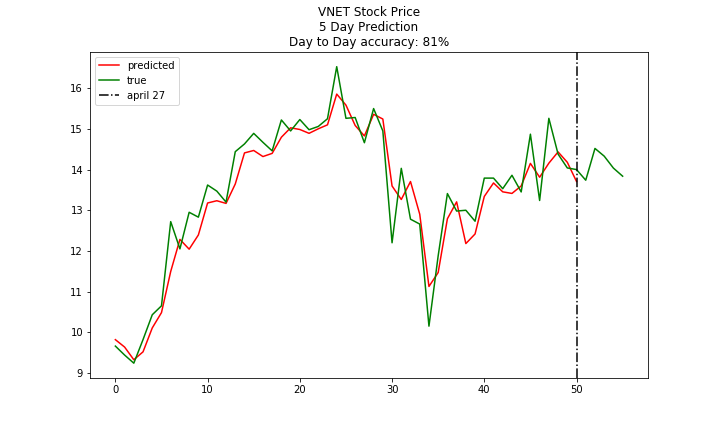 VNET Stock Price
5 Day Prediction
Day to Day accuracy: 81%
predicted
true
april 27
16
15
14
13
12
11
10
9
0
10
20
30
40
50